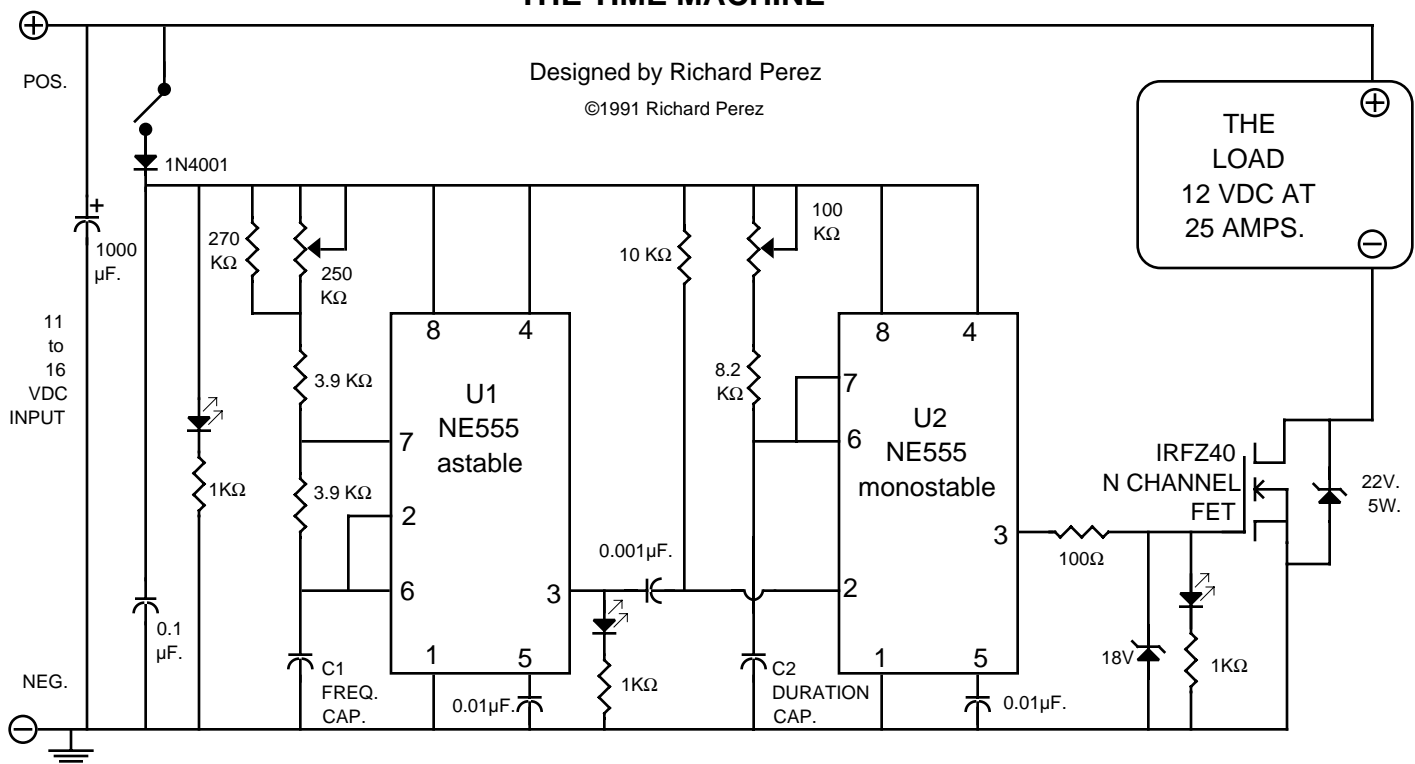 THE TIME MACHINE
Designed by Richard Perez
©1991 Richard Perez
POS.
1N4001
+
1000
µF.
11
to
16
VDC
INPUT
NEG.
0.1
µF.
1KΩ
270
KΩ
250
KΩ
3.9 KΩ
3.9 KΩ
C1
FREQ.
CAP.
8
4
U1
NE555
astable
7
2
6
3
1
5
0.01µF.
1KΩ
0.001µF.
10 KΩ
100
KΩ
8.2
KΩ
C2
DURATION
CAP.
8
4
7
6
U2
NE555
monostable
3
2
1
5
0.01µF.
100Ω
18V
1KΩ
IRFZ40
N CHANNEL
FET
22V.
5W.
THE
LOAD
12 VDC AT
25 AMPS.